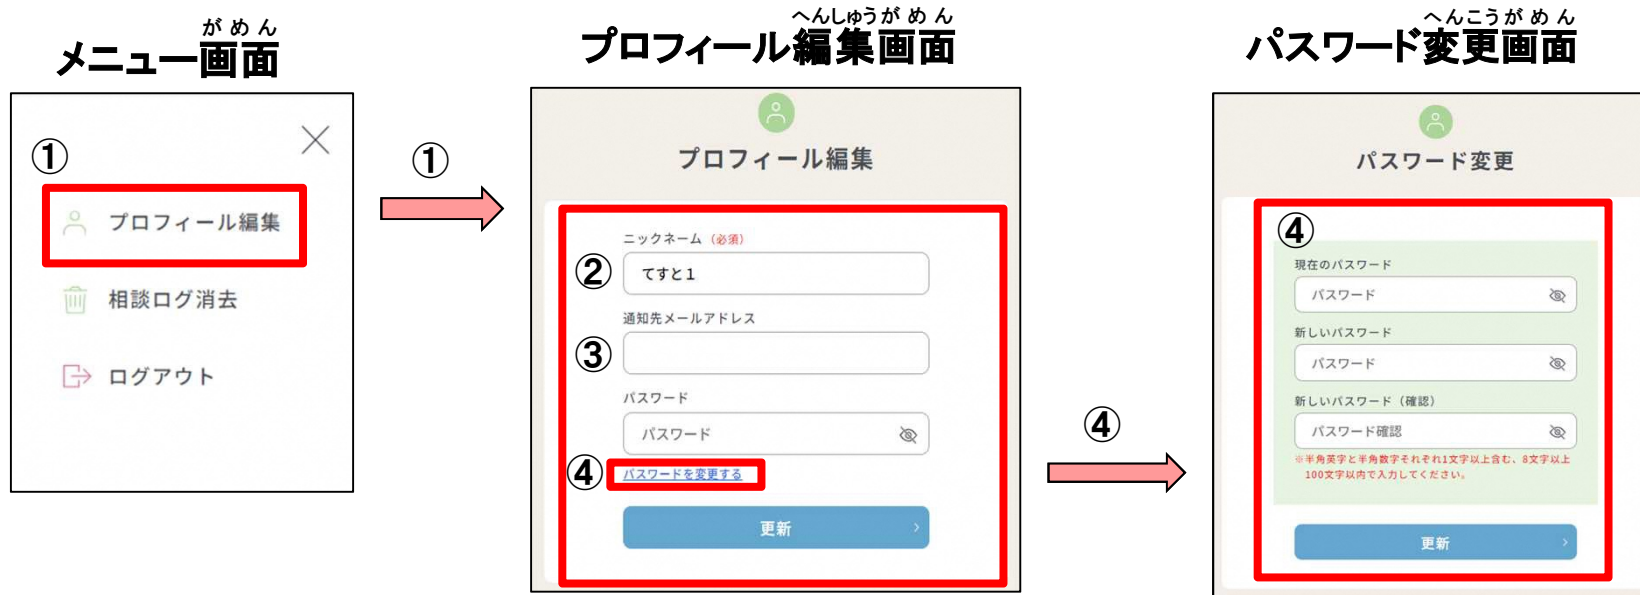 がめん
メニュー画面
①
プロフィール編集
相談ログ消去
ログアウト
①
へんしゅうがめん
プロフィール編集画面
プロフィール編集
ニックネーム（必須）
② てすと１
通知先メールアドレス
③
パスワード
パスワード
④ パスワードを変更する
更新
④
へんこうがめん
パスワード変更画面
パスワード変更
④
現在のパスワード
パスワード
新しいパスワード
パスワード
新しいパスワード（確認）
パスワード確認
※半角英字と半角数字それぞれ1文字以上含む、8文字以上
100文字以内で入力してください。
更新